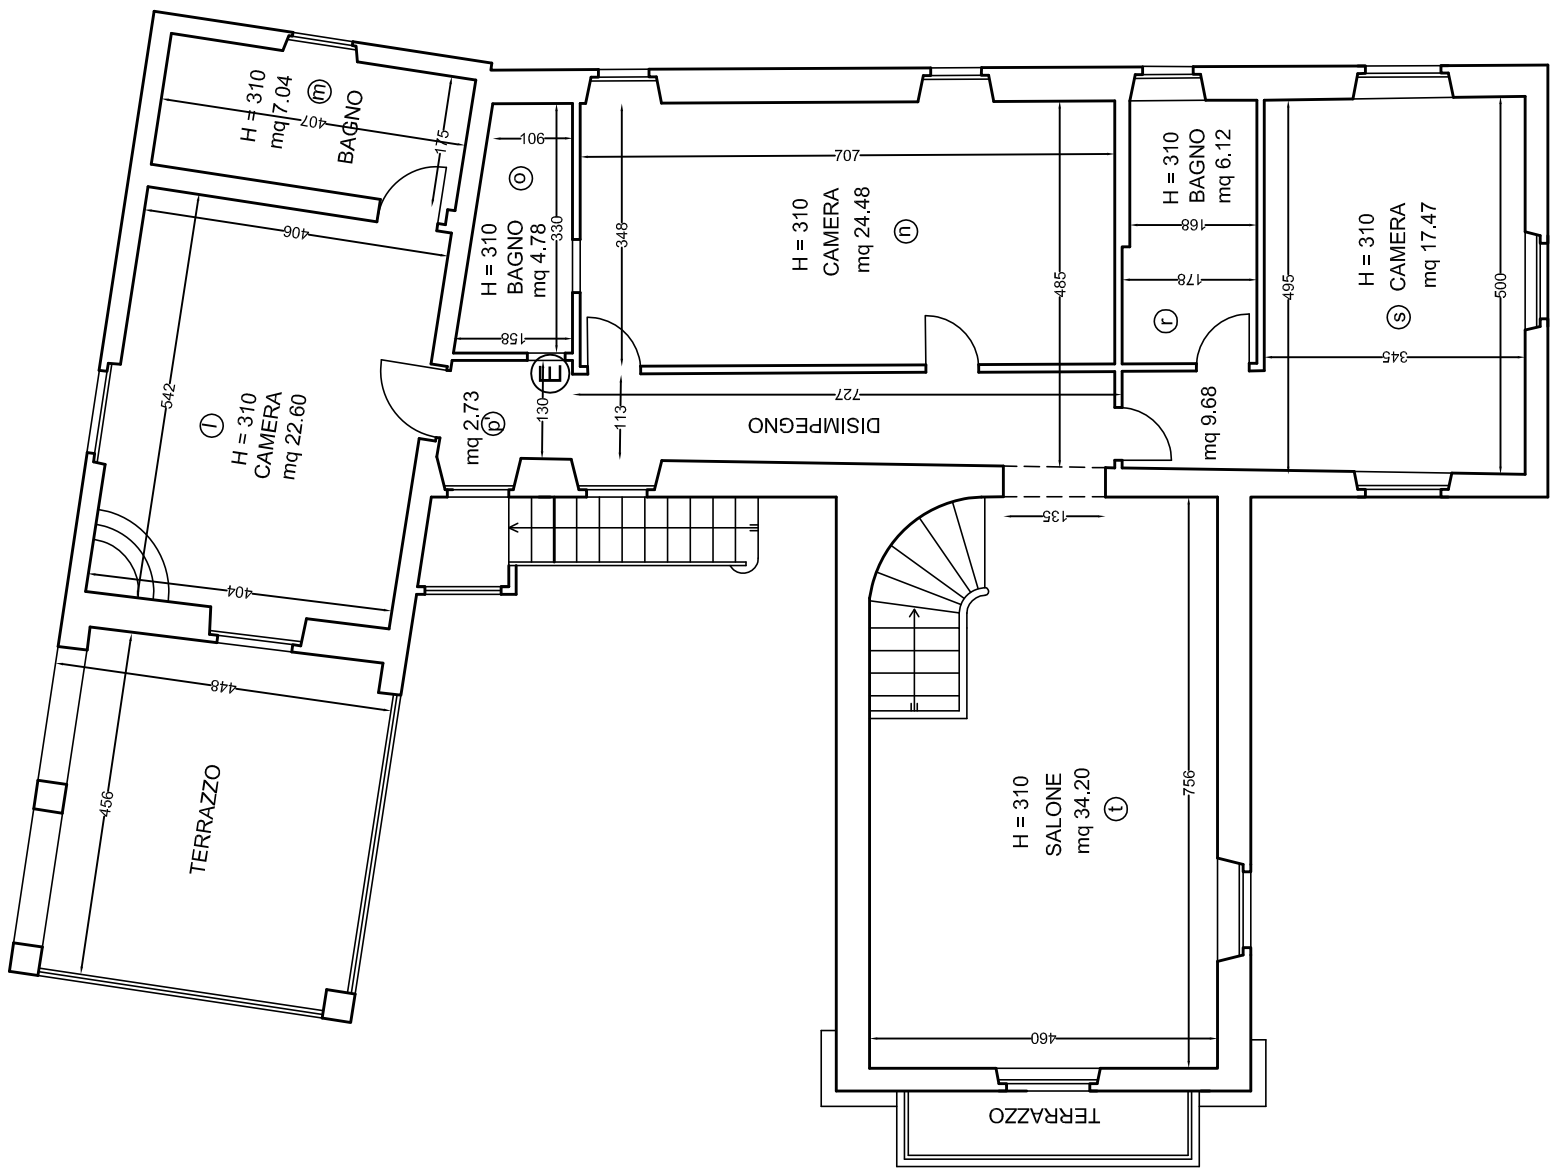 H = 310
mq 7.04
m
BAGNO
407
175
406
542
l
H = 310
CAMERA
mq 22.60
404
448
456
TERRAZZO
106
o
H = 310
BAGNO
mq 4.78
330
158
E
mq 2.73
p'
130
113
348
707
H = 310
CAMERA
mq 24.48
n
485
727
DISIMPEGNO
H = 310
BAGNO
mq 6.12
168
178
r
mq 9.68
H = 310
CAMERA
mq 17.47
s
495
500
345
135
H = 310
SALONE
mq 34.20
t
756
460
TERRAZZO